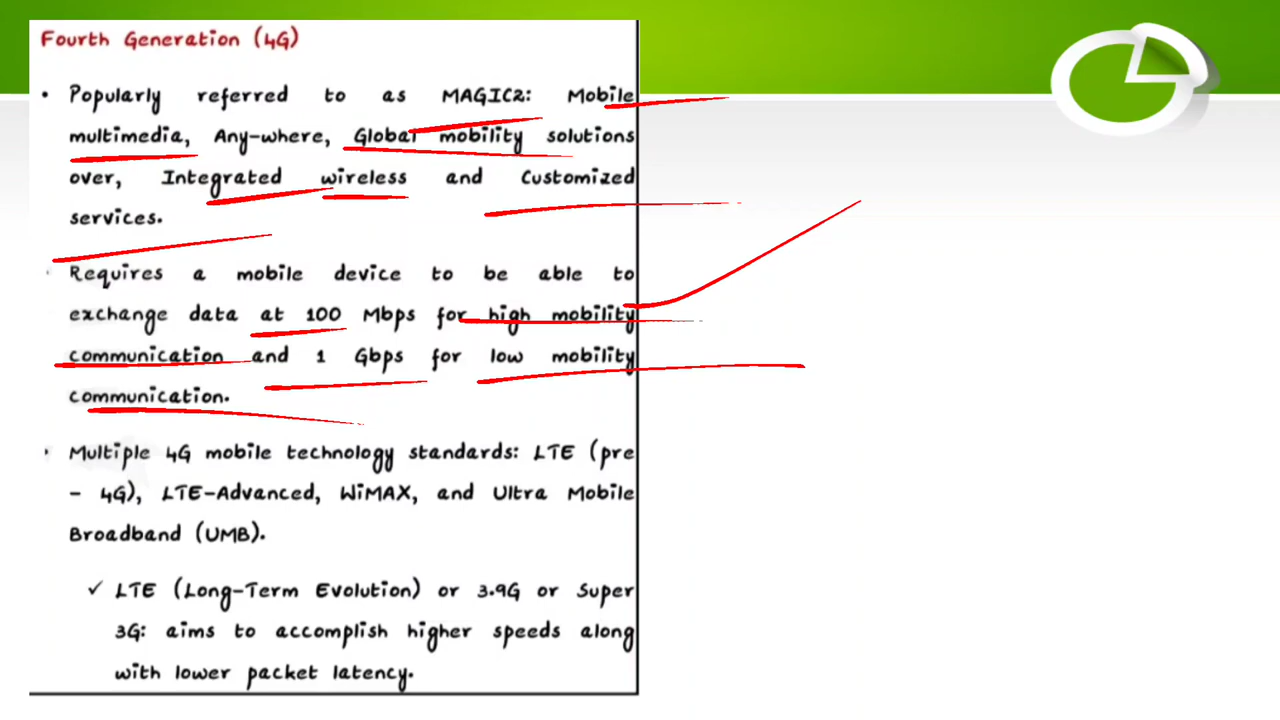 Fourth Generation (4G)
• Popularly referred to as MAGIC2: Mobile
multimedia, Any-where, Global mobility solutions
over, Integrated wireless and Customized
services.
• Requires a mobile device to be able to
exchange data at 100 Mbps for high mobility
communication and 1 Gbps for low mobility
communication.
• Multiple 4G mobile technology standards: LTE (pre
- 4G), LTE-Advanced, WiMAX, and Ultra Mobile
Broadband (UMB).
✓ LTE (Long-Term Evolution) or 3.9G or Super
3G: aims to accomplish higher speeds along
with lower packet latency.